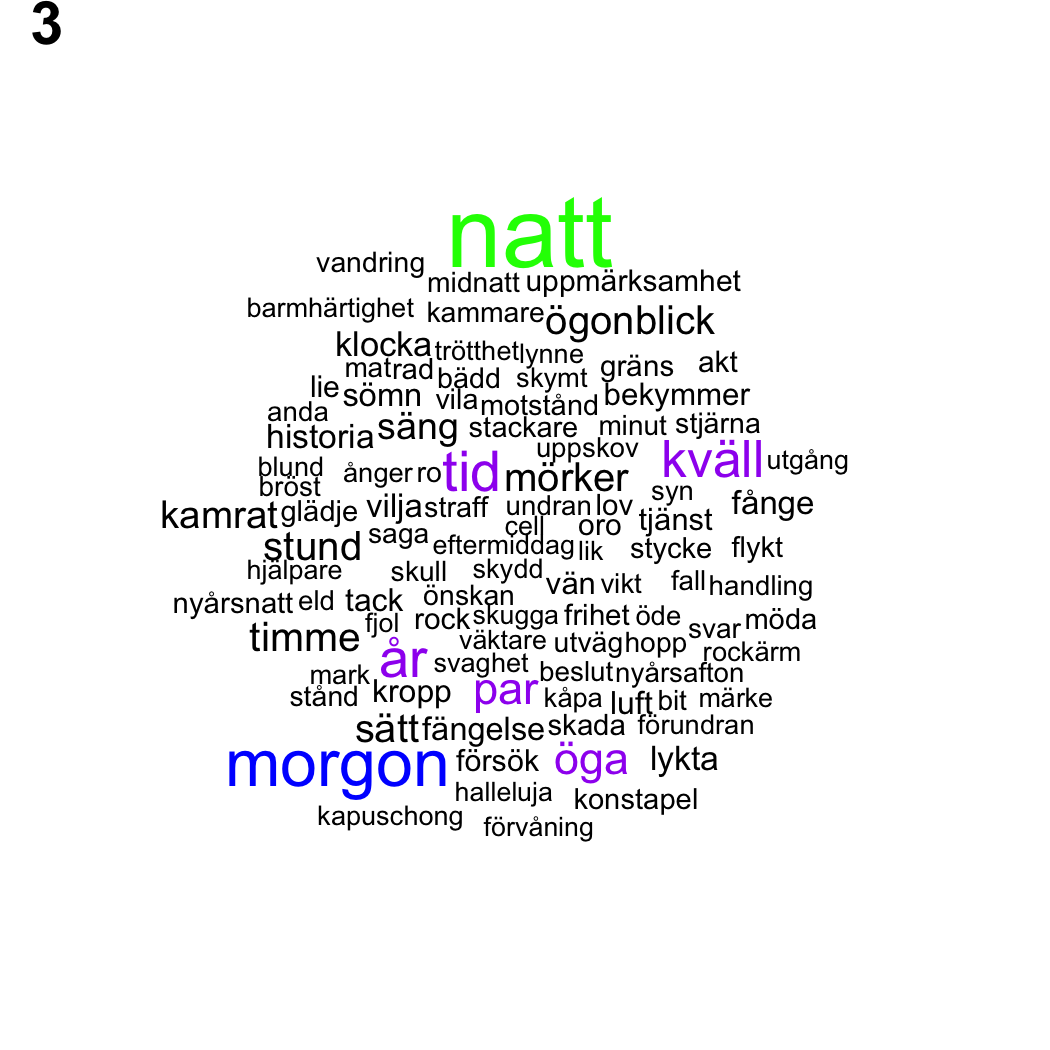 3
natt
vandring
midnatt uppmärksamhet
barmhärtighet kammare ögonblick
klocka trötthet lynne
matrad bädd skymt gräns akt
lie sömn vila motstånd bekymmer
anda
historia säng stackare minut stjärna
uppskov kväll utgång
blund ånger ro tid mörker
bröst syn
kamrat glädje vilja straff undran lov fånge
cell oro tjänst
stund saga eftermiddag lik stycke flykt
hjälpare skull skydd vän vikt fall handling
nyårsnatt eld tack önskan
fjol rock skugga frihet öde svar möda
timme väktare utväg hopp rockärm
år svaghet beslut nyårsafton
mark
stånd kropp par kåpa luft bit märke
sätt fängelse skada förundran
morgon försök öga lykta
halleluja konstapel
kapuschong förvåning